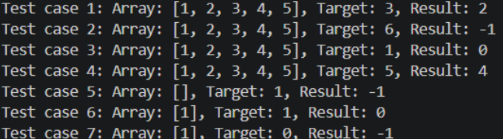 Test case 1: Array: [1, 2, 3, 4, 5], Target: 3, Result: 2
Test case 2: Array: [1, 2, 3, 4, 5], Target: 6, Result: -1
Test case 3: Array: [1, 2, 3, 4, 5], Target: 1, Result: 0
Test case 4: Array: [1, 2, 3, 4, 5], Target: 5, Result: 4
Test case 5: Array: [], Target: 1, Result: -1
Test case 6: Array: [1], Target: 1, Result: 0
Test case 7: Array: [1], Target: 0, Result: -1